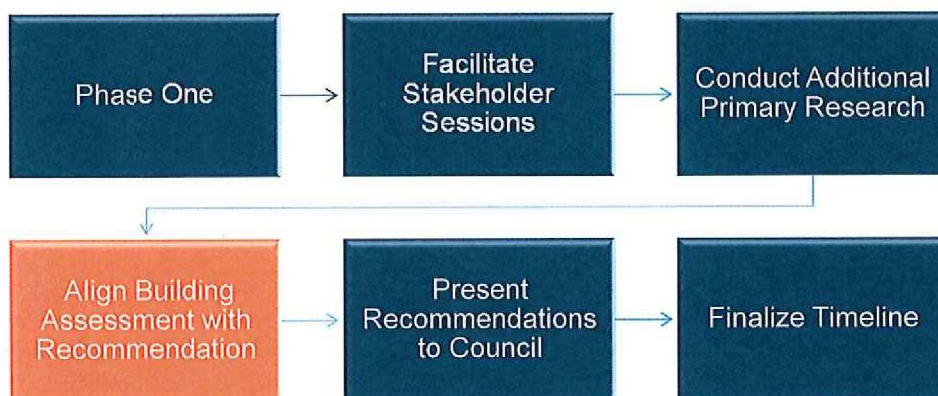 Phase One
Facilitate
Stakeholder
Sessions
Conduct Additional
Primary Research
Align Building
Assessment with
Recommendation
Present
Recommendations
to Council
Finalize Timeline